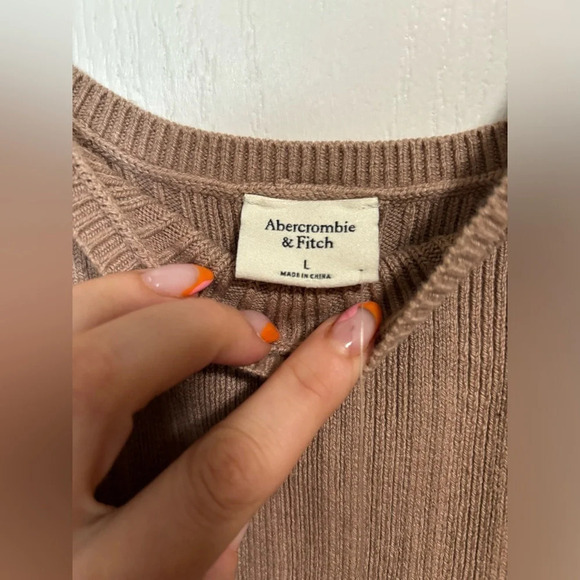 Abercrombie
& Fitch
L
MADE IN CHINA